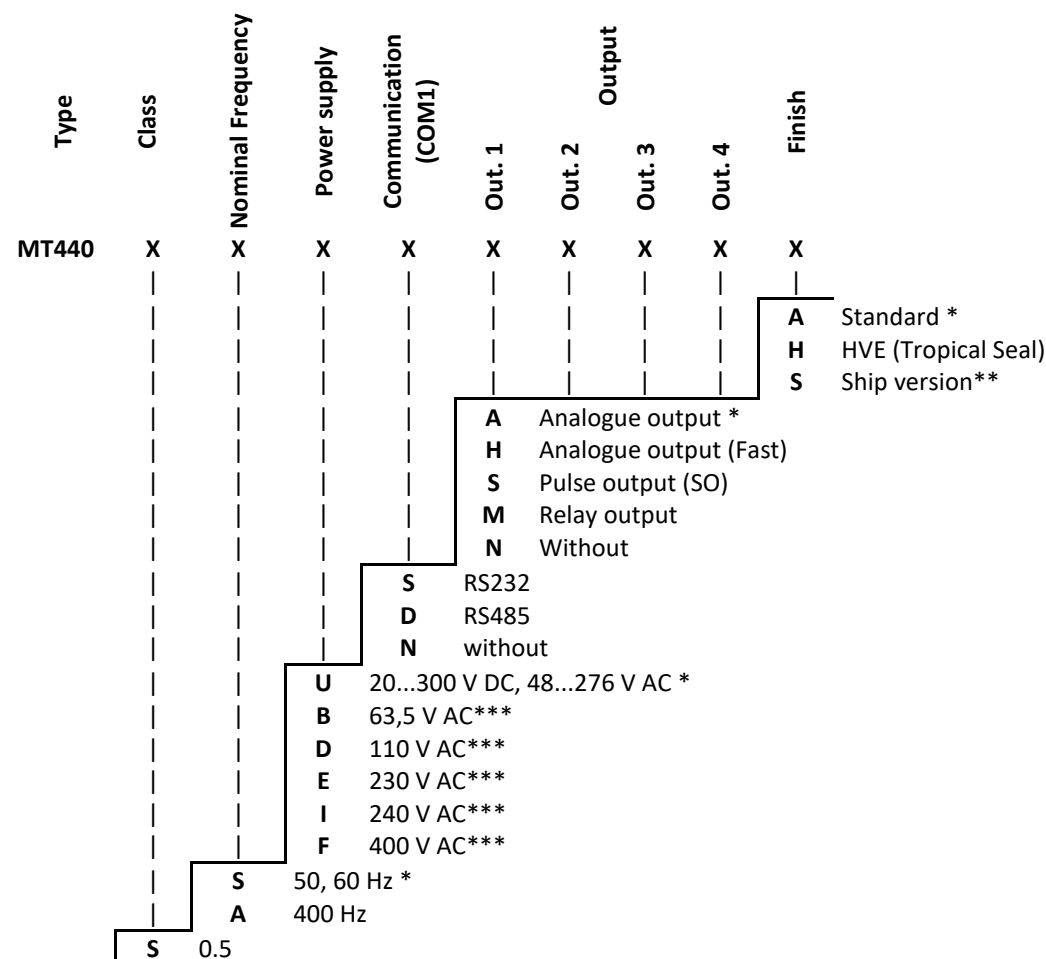 Type
Class
Nominal Frequency
Power supply
Communication
(COM1)
Output
Out. 1
Out. 2
Out. 3
Out. 4
Finish
MT440 X X X X X X X X X
A Standard *
H HVE (Tropical Seal)
S Ship version**
A Analogue output *
H Analogue output (Fast)
S Pulse output (SO)
M Relay output
N Without
S RS232
D RS485
N without
U 20...300 V DC, 48...276 V AC *
B 63,5 V AC***
D 110 V AC***
E 230 V AC***
I 240 V AC***
F 400 V AC***
S 50, 60 Hz *
A 400 Hz
S 0.5